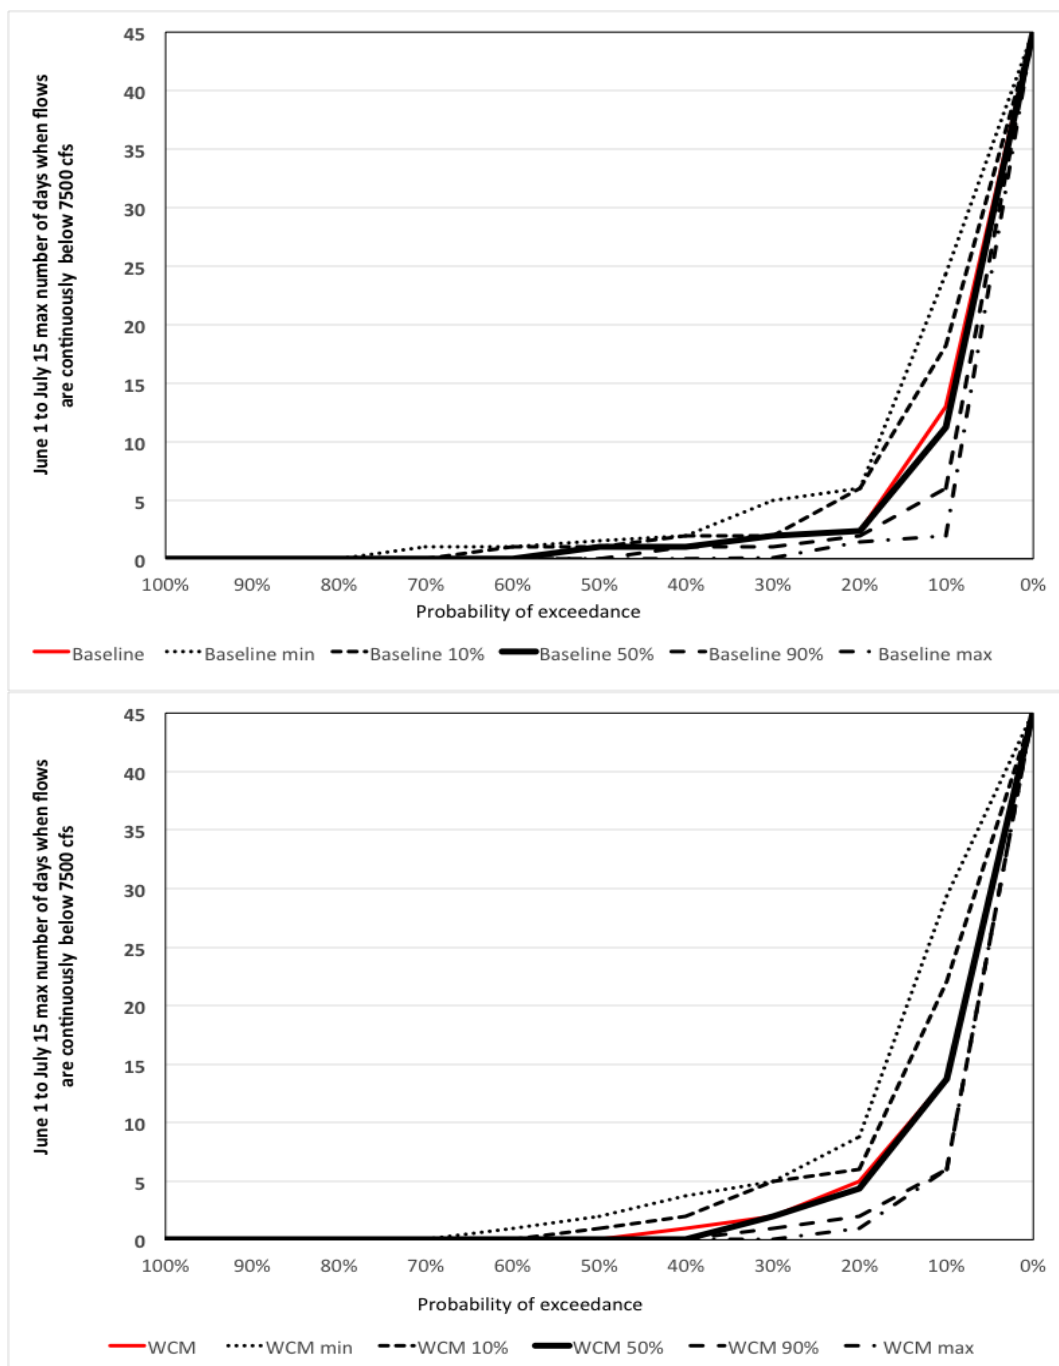 June 1 to July 15 max number of days when flows
are continuously below 7500 cfs
45
40
35
30
25
20
15
10
5
0
100% 90% 80% 70% 60% 50% 40% 30% 20% 10% 0%
Probability of exceedance
Baseline Baseline min Baseline 10% Baseline 50% Baseline 90% Baseline max
June 1 to July 15 max number of days when flows
are continuously below 7500 cfs
45
40
35
30
25
20
15
10
5
0
100% 90% 80% 70% 60% 50% 40% 30% 20% 10% 0%
Probability of exceedance
WCM WCM min WCM 10% WCM 50% WCM 90% WCM max